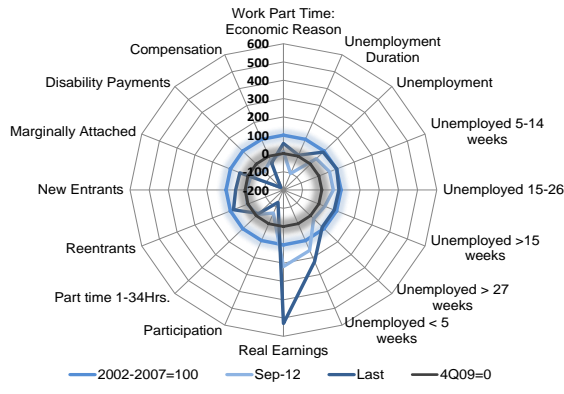 Work Part Time:
Economic Reason
Unemployment
Duration
Unemployment
Unemployed 5-14
weeks
Unemployed 15-26
Unemployed >15
weeks
Unemployed > 27
weeks
Unemployed < 5
weeks
Real Earnings
Participation
Part time 1-34Hrs.
Reentrants
New Entrants
Marginally Attached
Disability Payments
Compensation
600
500
400
300
200
100
0
-100
-200
2002-2007=100
Sep-12
Last
4Q09=0